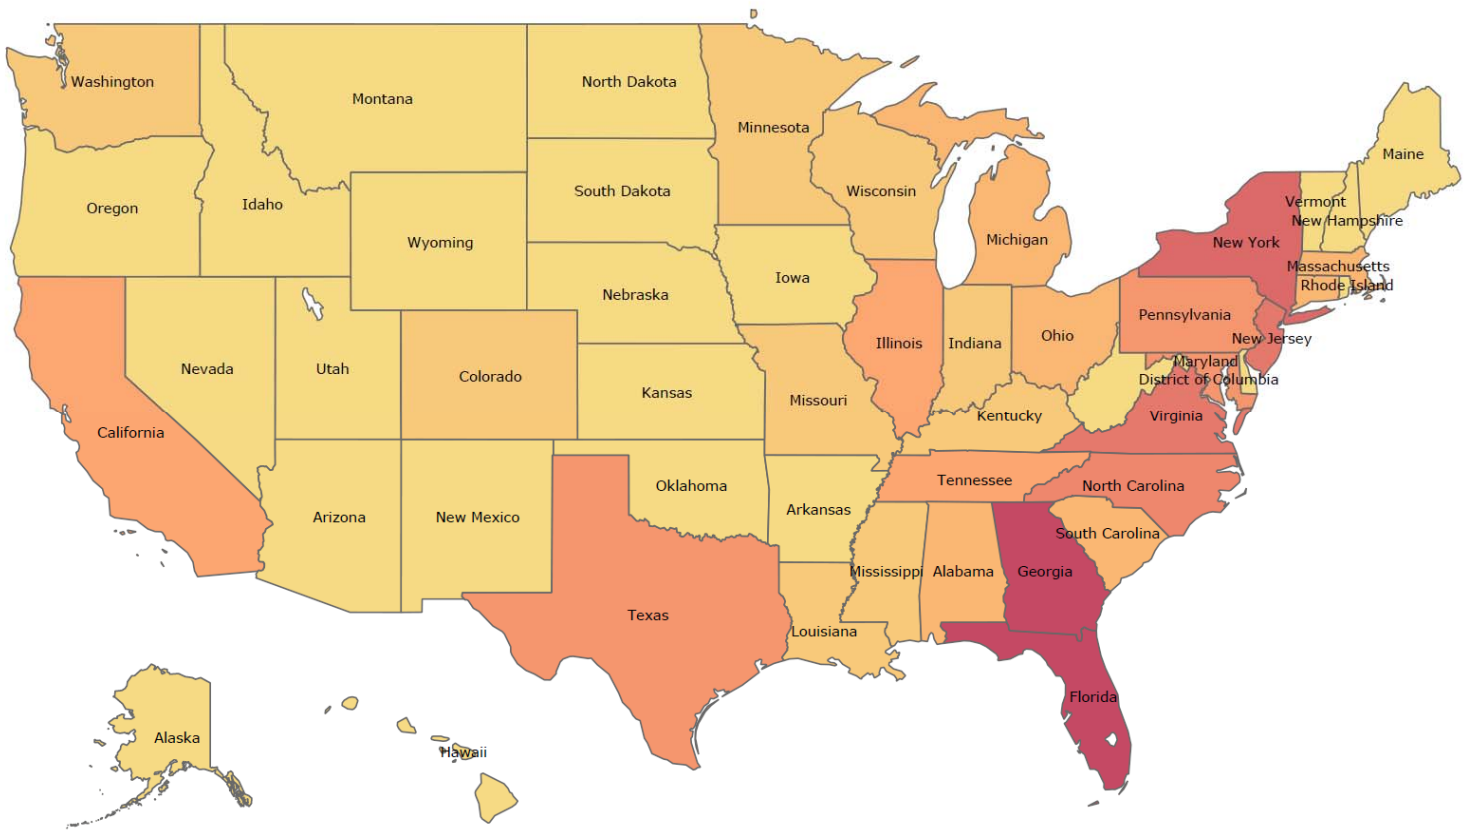 Washington
Montana
North Dakota
Minnesota
Maine
Oregon
Idaho
Wyoming
South Dakota
Wisconsin
Michigan
Vermont
New Hampshire
New York
Massachusetts
Rhode Island
Iowa
Nebraska
Nevada
Utah
Colorado
Kansas
Missouri
Illinois
Indiana
Ohio
Pennsylvania
New Jersey
Maryland
District of Columbia
Virginia
Kentucky
California
Arizona
New Mexico
Oklahoma
Arkansas
Tennessee
North Carolina
South Carolina
Mississippi
Alabama
Georgia
Texas
Louisiana
Florida
Alaska
Hawaii